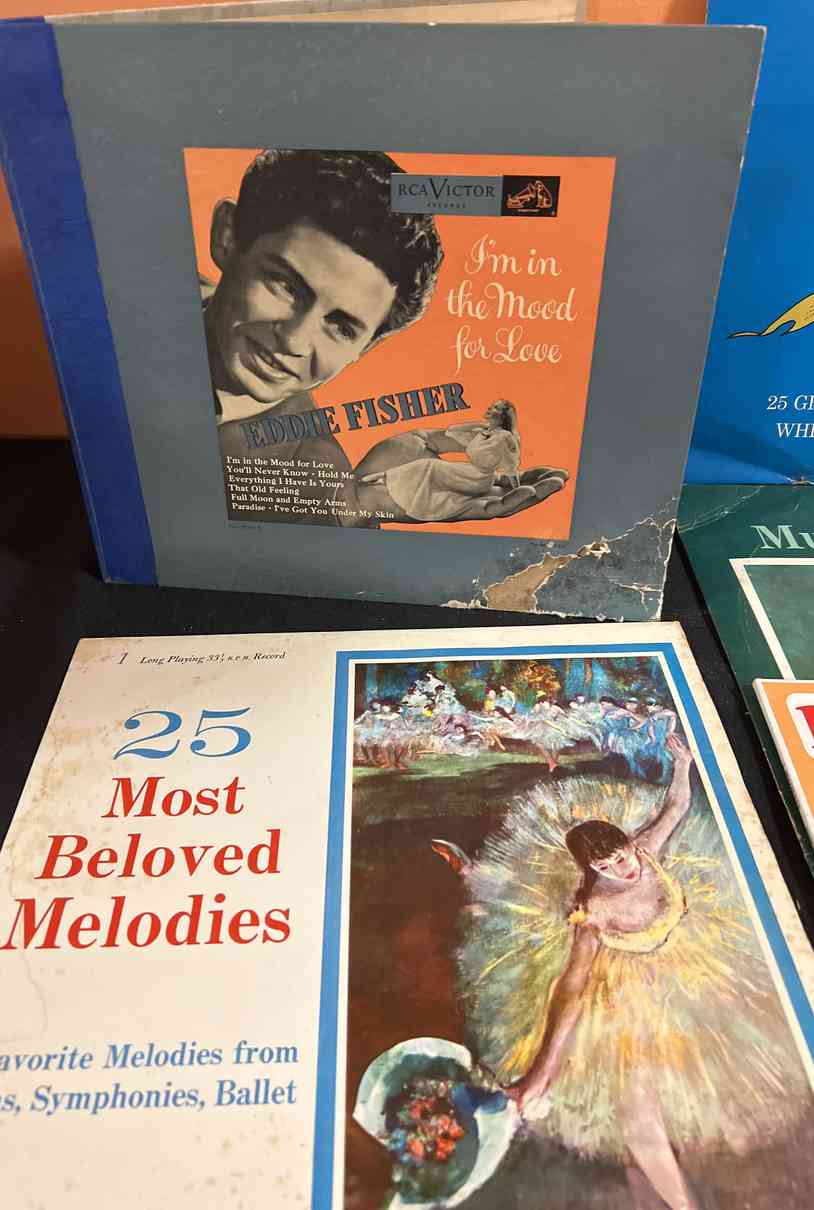 RCA VICTOR
RECORDS
I'm in
the Mood
for Love
EDDIE FISHER
I'm in the Mood for Love
You'll Never Know • Hold Me
Everything I Have Is Yours
That Old Feeling
Full Moon and Empty Arms
Paradise • I've Got You Under My Skin
25 G
WH
Mu
1 Long Playing 33⅓ R.P.M. Record
25
Most
Beloved
Melodies
avorite Melodies from
s, Symphonies, Ballet